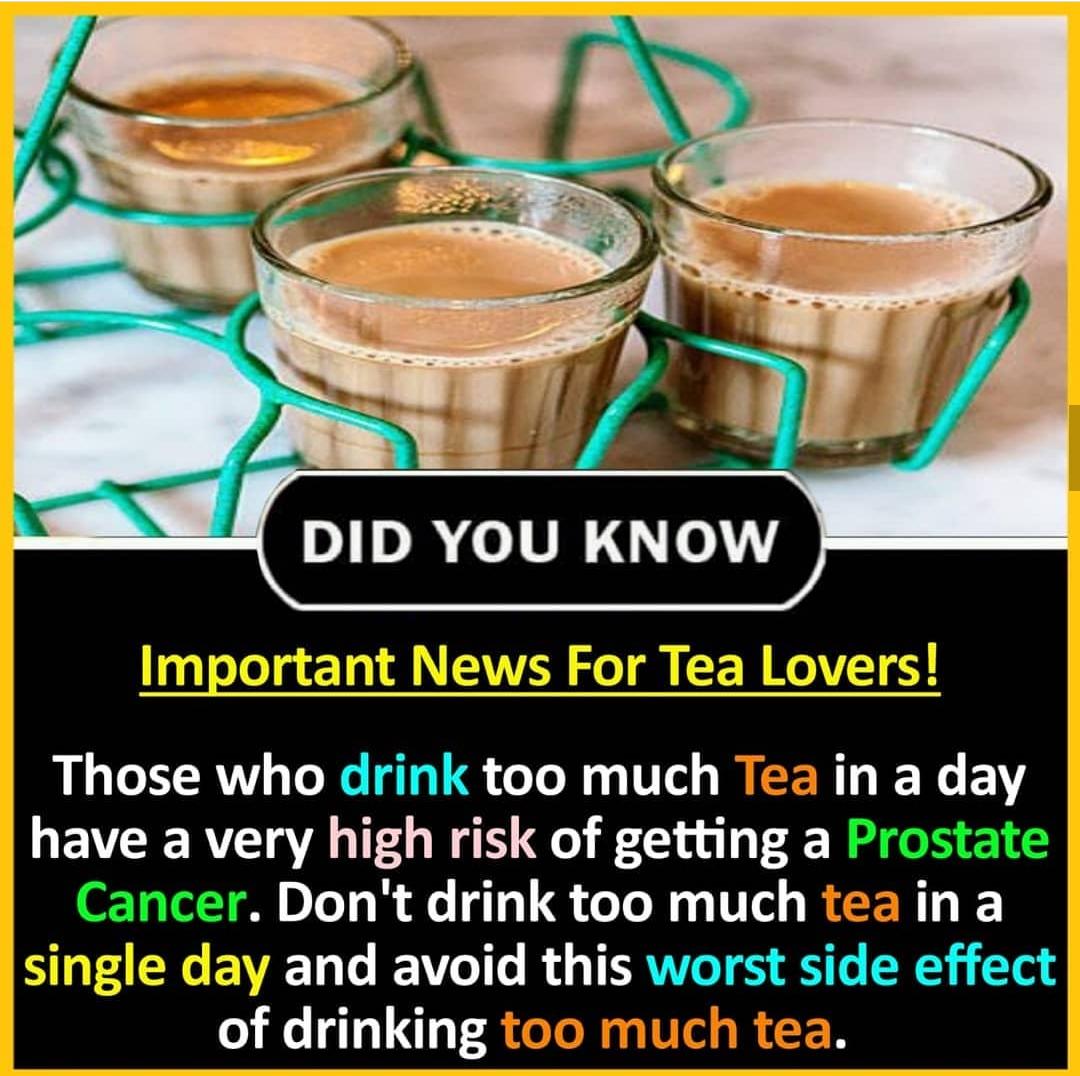 DID YOU KNOW
Important News For Tea Lovers!
Those who drink too much Tea in a day
have a very high risk of getting a Prostate
Cancer. Don't drink too much tea in a
single day and avoid this worst side effect
of drinking too much tea.